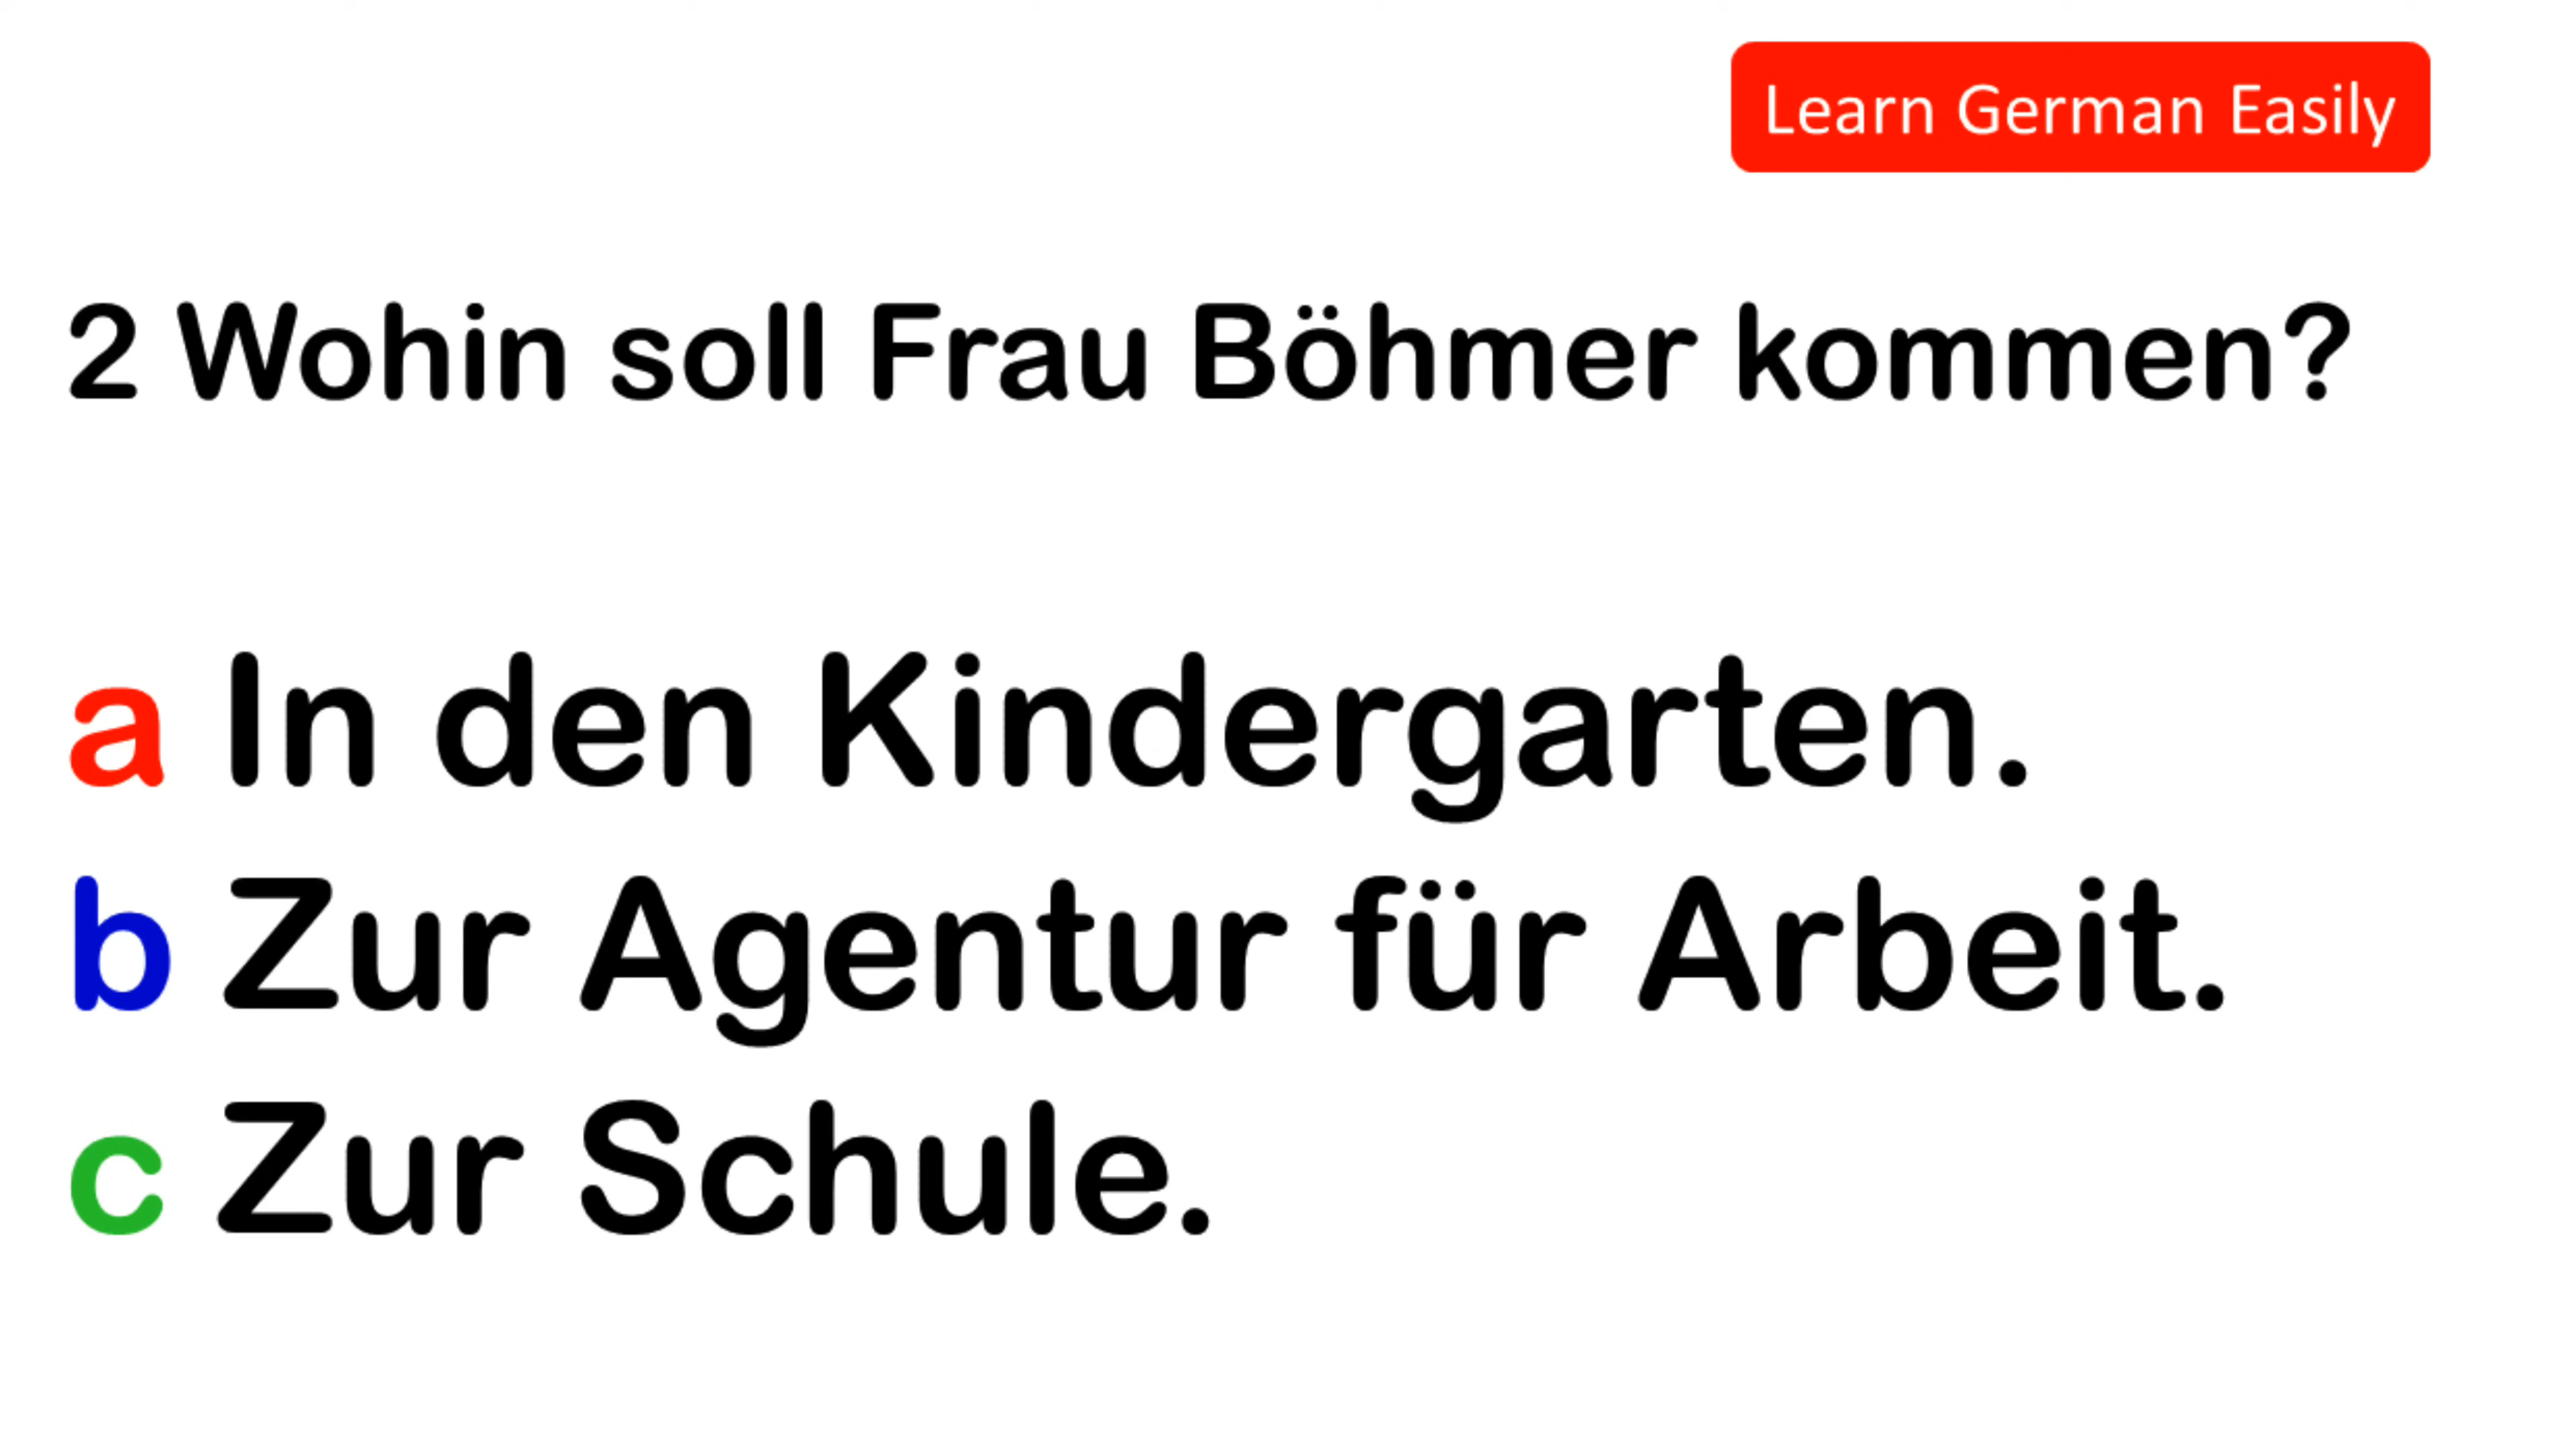 Learn German Easily
2 Wohin soll Frau Böhmer kommen?
a In den Kindergarten.
b Zur Agentur für Arbeit.
c Zur Schule.